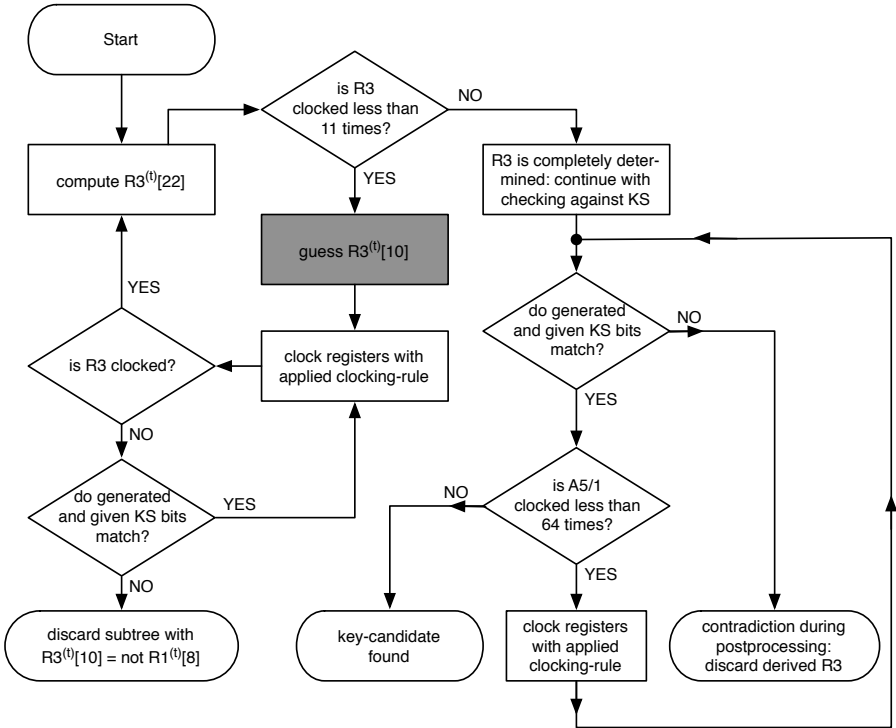 Start
compute R3(t)[22]
is R3
clocked less than
11 times?
NO
YES
guess R3(t)[10]
clock registers with
applied clocking-rule
is R3 clocked?
YES
NO
do generated
and given KS bits
match?
YES
NO
discard subtree with
R3(t)[10] = not R1(t)[8]
R3 is completely deter-
mined: continue with
checking against KS
do generated
and given KS bits
match?
NO
YES
is A5/1
clocked less than
64 times?
NO
YES
key-candidate
found
clock registers
with applied
clocking-rule
contradiction during
postprocessing:
discard derived R3